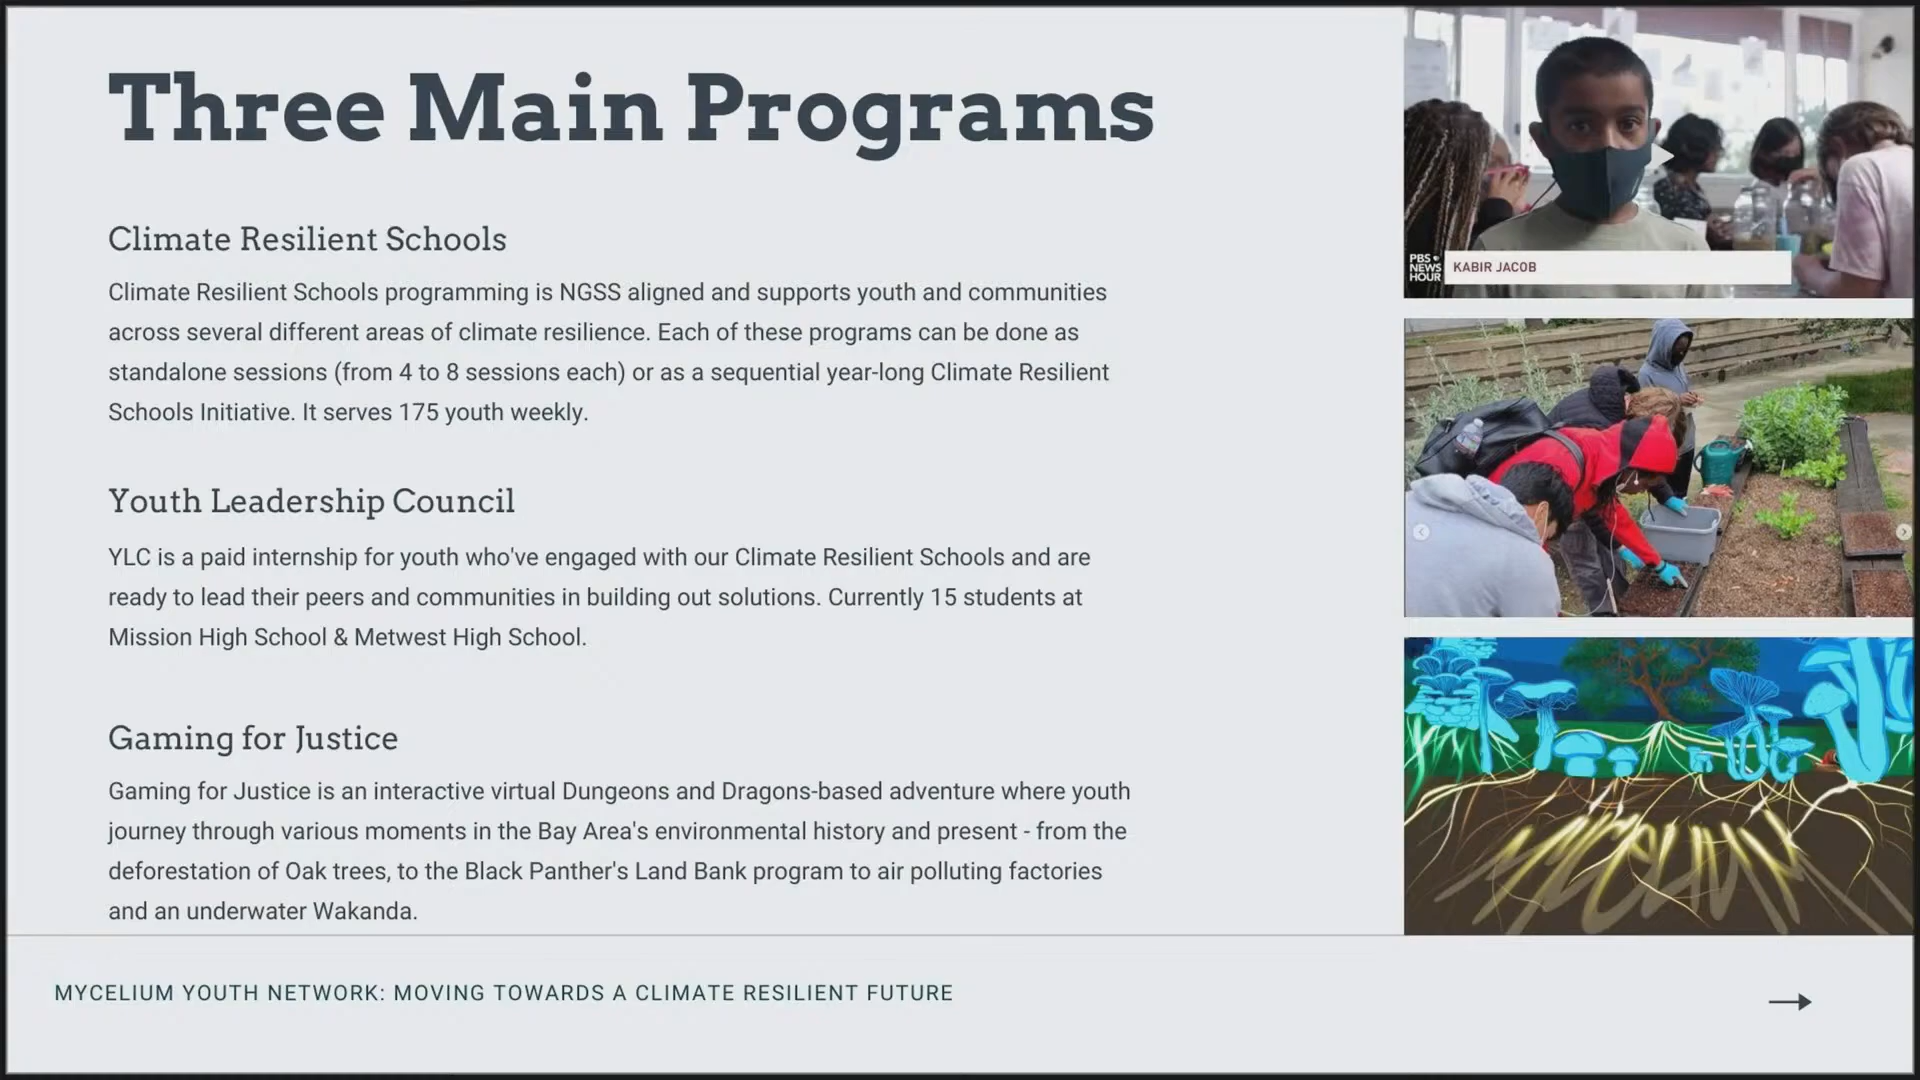 Three Main Programs
Climate Resilient Schools
Climate Resilient Schools programming is NGSS aligned and supports youth and communities
across several different areas of climate resilience. Each of these programs can be done as
standalone sessions (from 4 to 8 sessions each) or as a sequential year-long Climate Resilient
Schools Initiative. It serves 175 youth weekly.
Youth Leadership Council
YLC is a paid internship for youth who've engaged with our Climate Resilient Schools and are
ready to lead their peers and communities in building out solutions. Currently 15 students at
Mission High School & Metwest High School.
Gaming for Justice
Gaming for Justice is an interactive virtual Dungeons and Dragons-based adventure where youth
journey through various moments in the Bay Area's environmental history and present - from the
deforestation of Oak trees, to the Black Panther's Land Bank program to air polluting factories
and an underwater Wakanda.
PBS
NEWS
HOUR
KABIR JACOB
MYCELIUM
MYCELIUM YOUTH NETWORK: MOVING TOWARDS A CLIMATE RESILIENT FUTURE